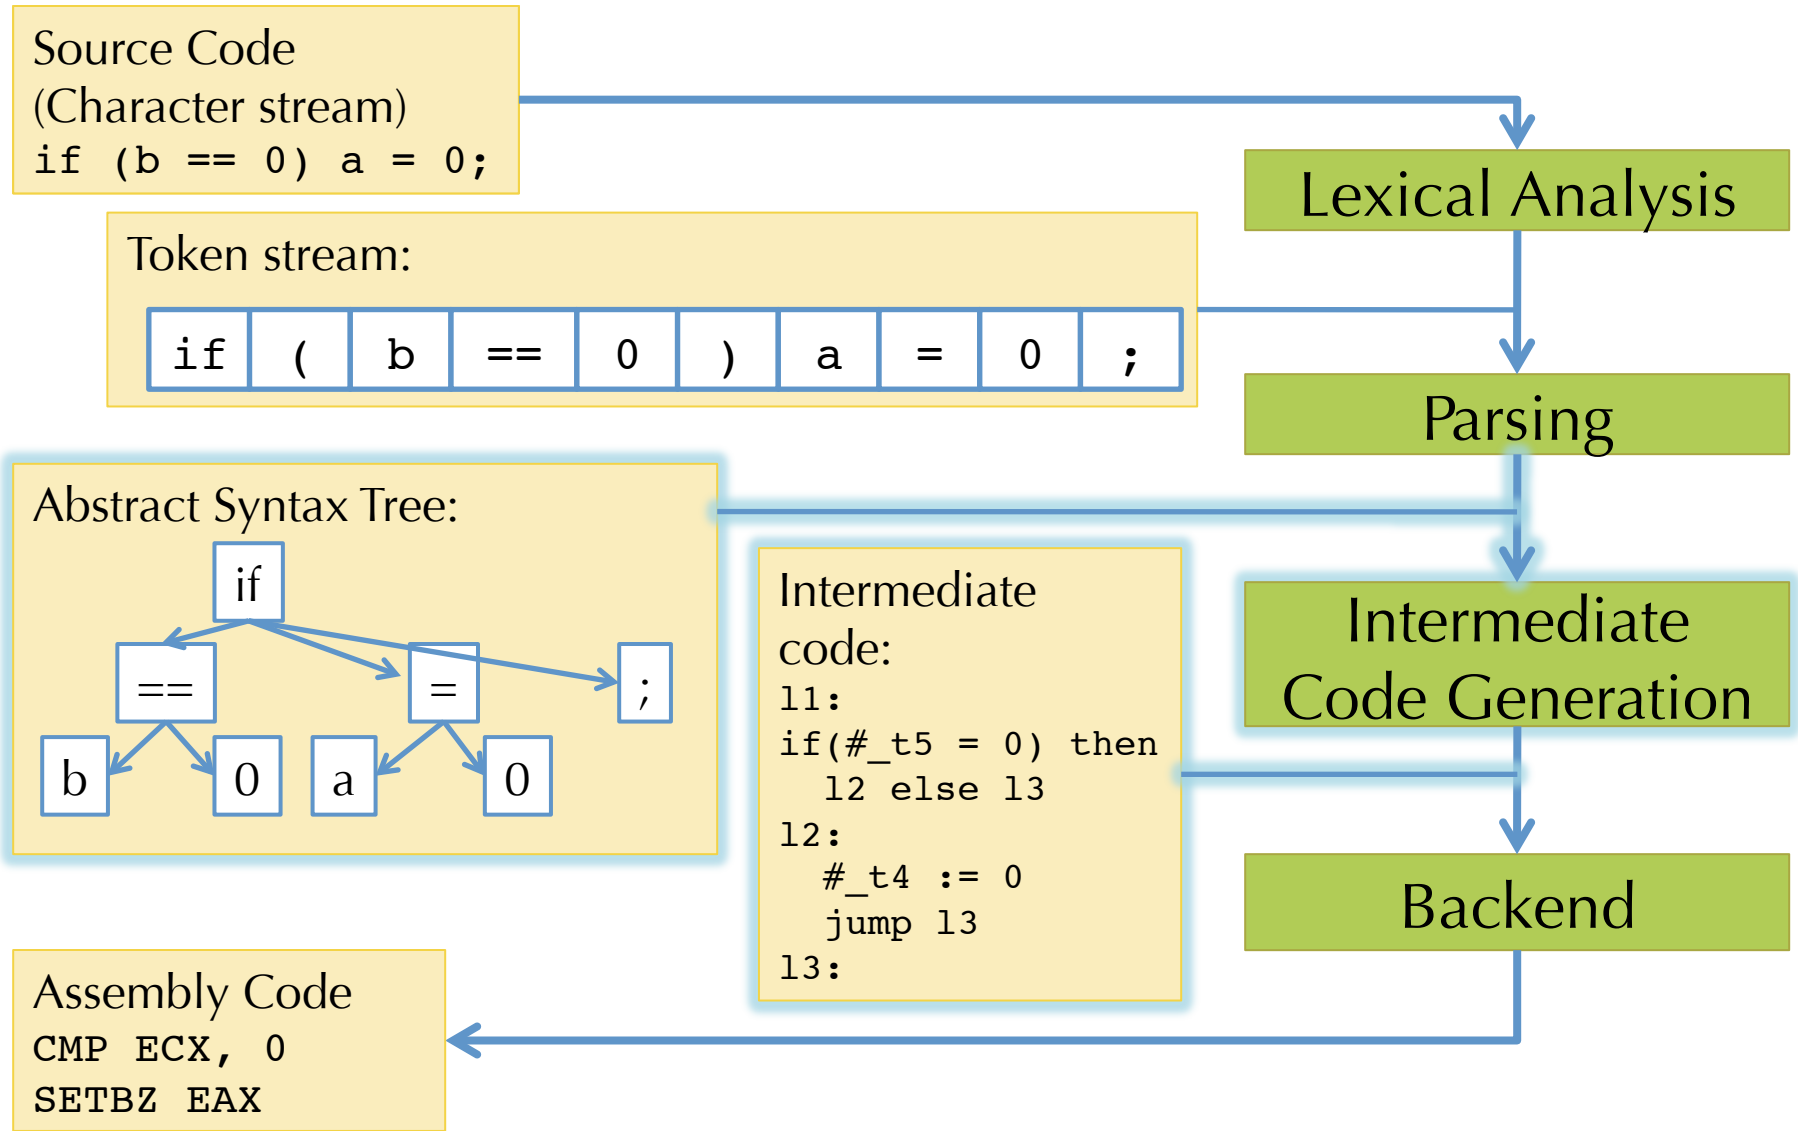 Source Code
(Character stream)
if (b == 0) a = 0;
Lexical Analysis
Token stream:
if ( b == 0 ) a = 0 ;
Parsing
Abstract Syntax Tree:
if
== = ;
b 0 a 0
Intermediate
code:
l1:
if(#_t5 = 0) then
l2 else l3
l2:
#_t4 := 0
jump l3
l3:
Intermediate
Code Generation
Backend
Assembly Code
CMP ECX, 0
SETBZ EAX